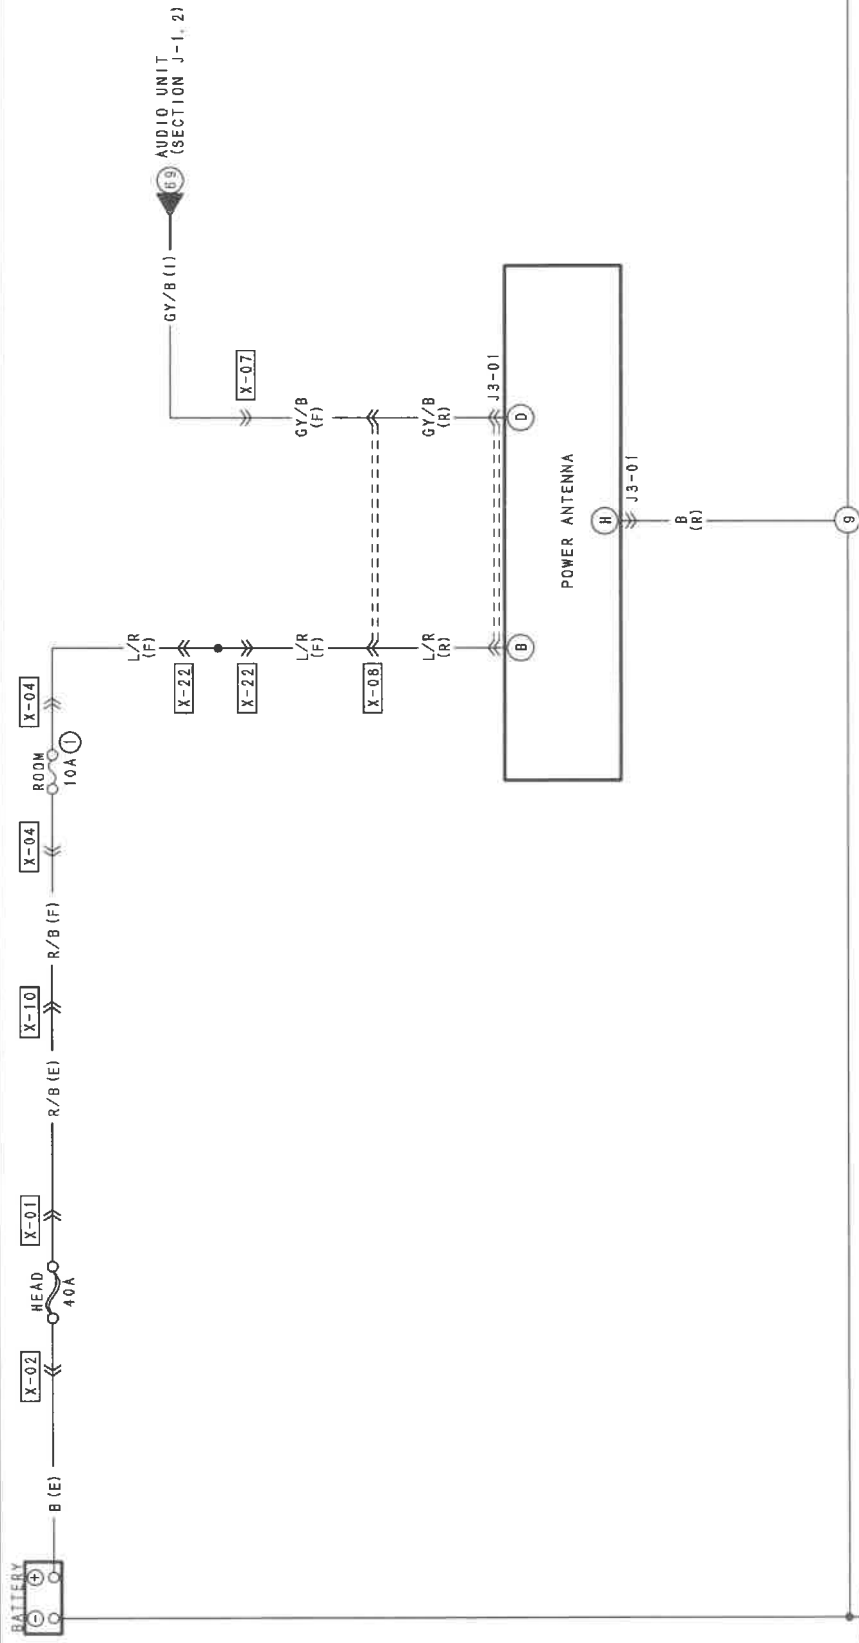 BATTERY
−
+
B(E)
X-02
HEAD
40A
X-01
R/B(E)
X-10
R/B(F)
X-04
ROOM
10A
1
X-04
L/R
(F)
X-22
X-22
L/R
(F)
X-08
L/R
(R)
B
AUDIO UNIT
(SECTION J-1, 2)
69
GY/B(I)
X-07
GY/B
(F)
GY/B
(R)
J3-01
D
POWER ANTENNA
H
J3-01
B
(R)
9